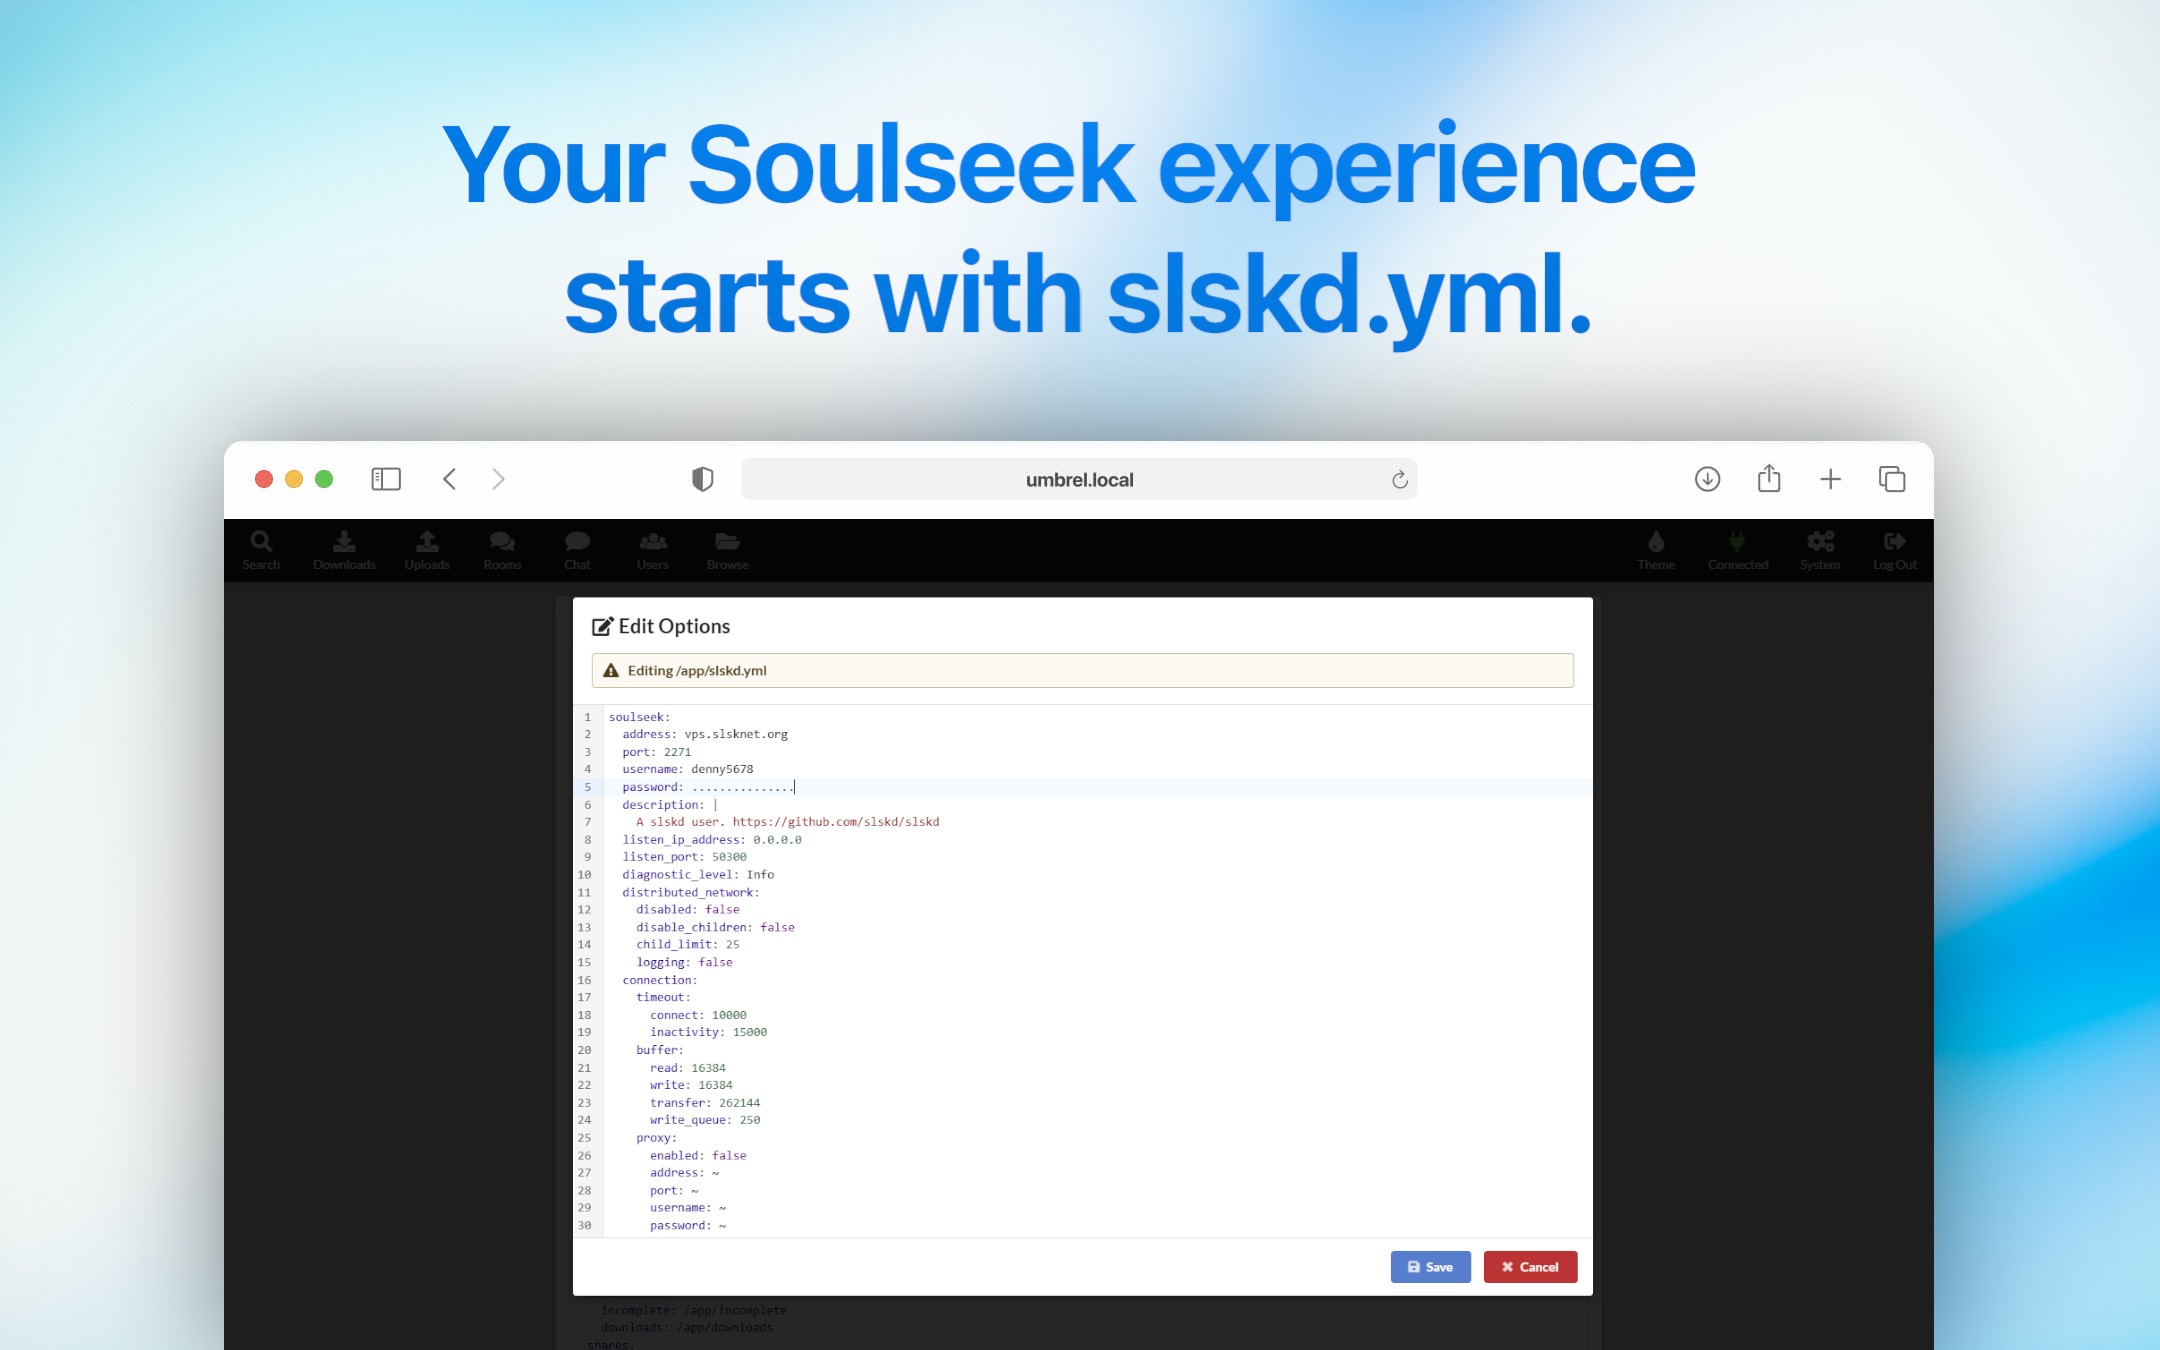 Your Soulseek experience
starts with slskd.yml.
umbrel.local
Search Downloads Uploads Rooms Chat Users Browse Theme Connected System Log Out
Edit Options
Editing /app/slskd.yml
1 soulseek:
2 address: vps.slsknet.org
3 port: 2271
4 username: denny5678
5 password: ...............
6 description: |
7 A slskd user. https://github.com/slskd/slskd
8 listen_ip_address: 0.0.0.0
9 listen_port: 50300
10 diagnostic_level: Info
11 distributed_network:
12 disabled: false
13 disable_children: false
14 child_limit: 25
15 logging: false
16 connection:
17 timeout:
18 connect: 10000
19 inactivity: 15000
20 buffer:
21 read: 16384
22 write: 16384
23 transfer: 262144
24 write_queue: 250
25 proxy:
26 enabled: false
27 address: ~
28 port: ~
29 username: ~
30 password: ~
Save Cancel
incomplete: /app/incomplete
downloads: /app/downloads
shares: